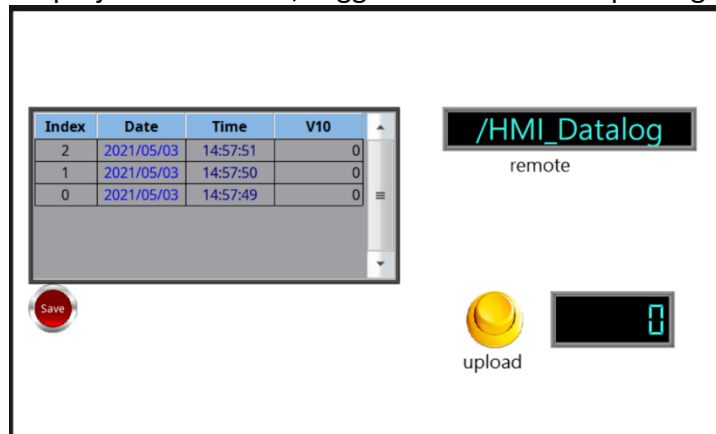 Index Date Time V10
2 2021/05/03 14:57:51 0
1 2021/05/03 14:57:50 0
0 2021/05/03 14:57:49 0
Save
/HMI_Datalog
remote
0
upload